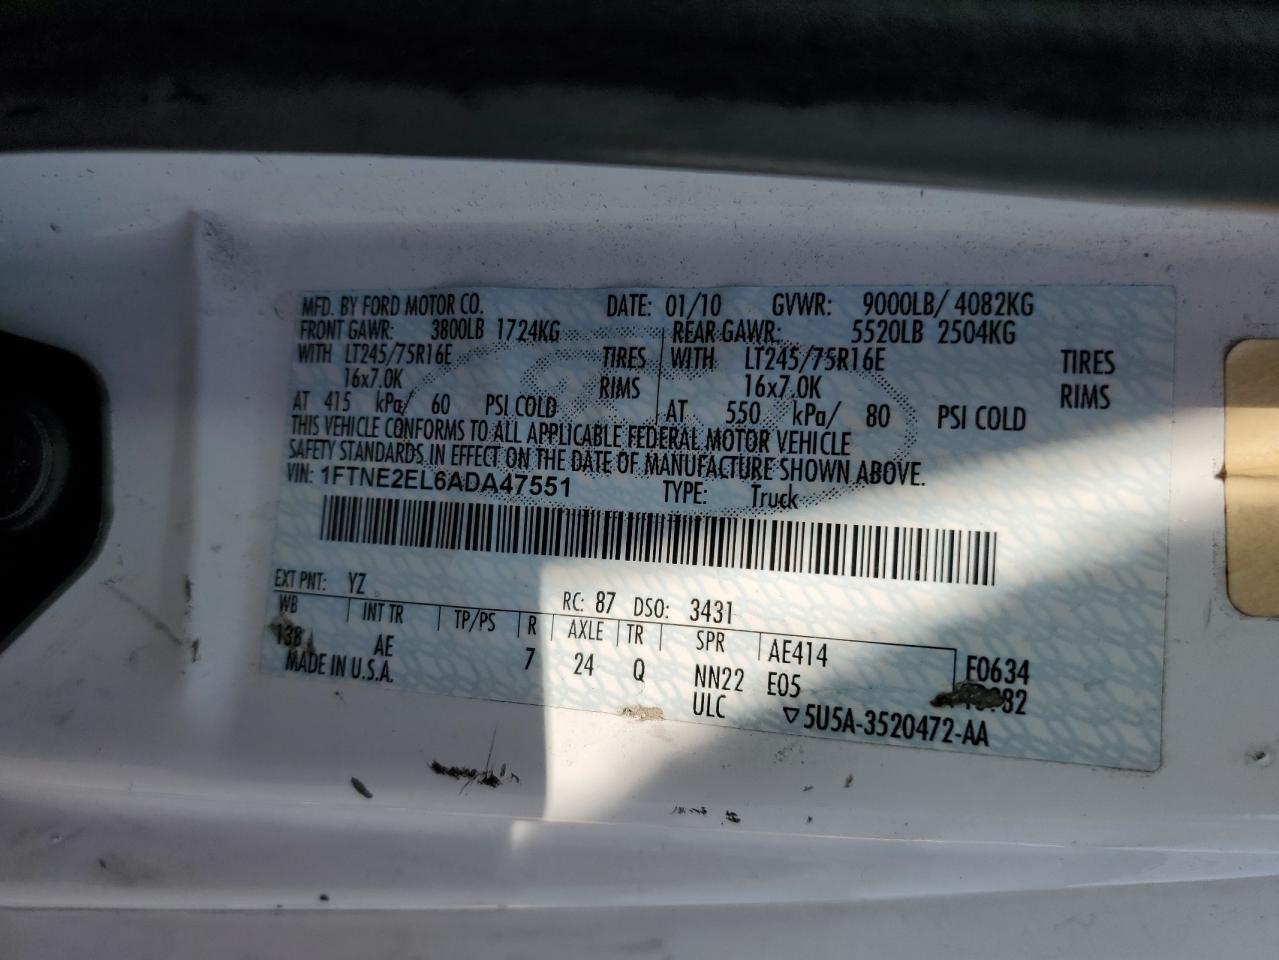 MFD. BY FORD MOTOR CO. DATE: 01/10 GVWR: 9000LB/ 4082KG
FRONT GAWR: 3800LB 1724KG REAR GAWR: 5520LB 2504KG
WITH LT245/75R16E TIRES WITH LT245/75R16E TIRES
16x7.0K RIMS 16x7.0K RIMS
AT 415 kPa/ 60 PSI COLD AT 550 kPa/ 80 PSI COLD
THIS VEHICLE CONFORMS TO ALL APPLICABLE FEDERAL MOTOR VEHICLE
SAFETY STANDARDS IN EFFECT ON THE DATE OF MANUFACTURE SHOWN ABOVE.
VIN: 1FTNE2EL6ADA47551 TYPE: Truck
EXT PNT: YZ RC: 87 DSO: 3431
WB INT TR TP/PS R AXLE TR SPR AE414
138 AE 7 24 Q NN22 E05 F0634
MADE IN U.S.A. ULC ▽5U5A-3520472-AA